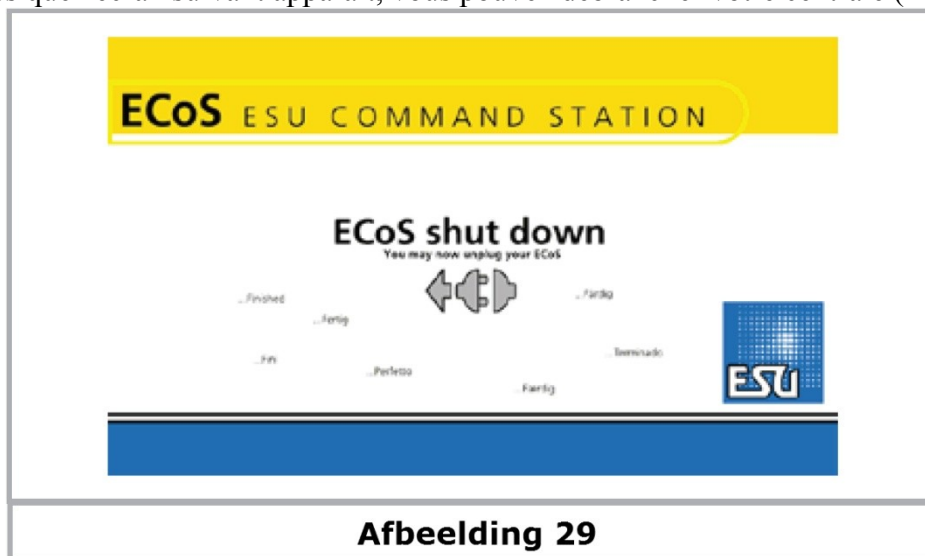 ECoS ESU COMMAND STATION
ECoS shut down
You may now unplug your ECoS
...Finished
...Färdig
...Fertig
...Fin
...Terminado
...Perfetto
...Færdig
ESU
Afbeelding 29